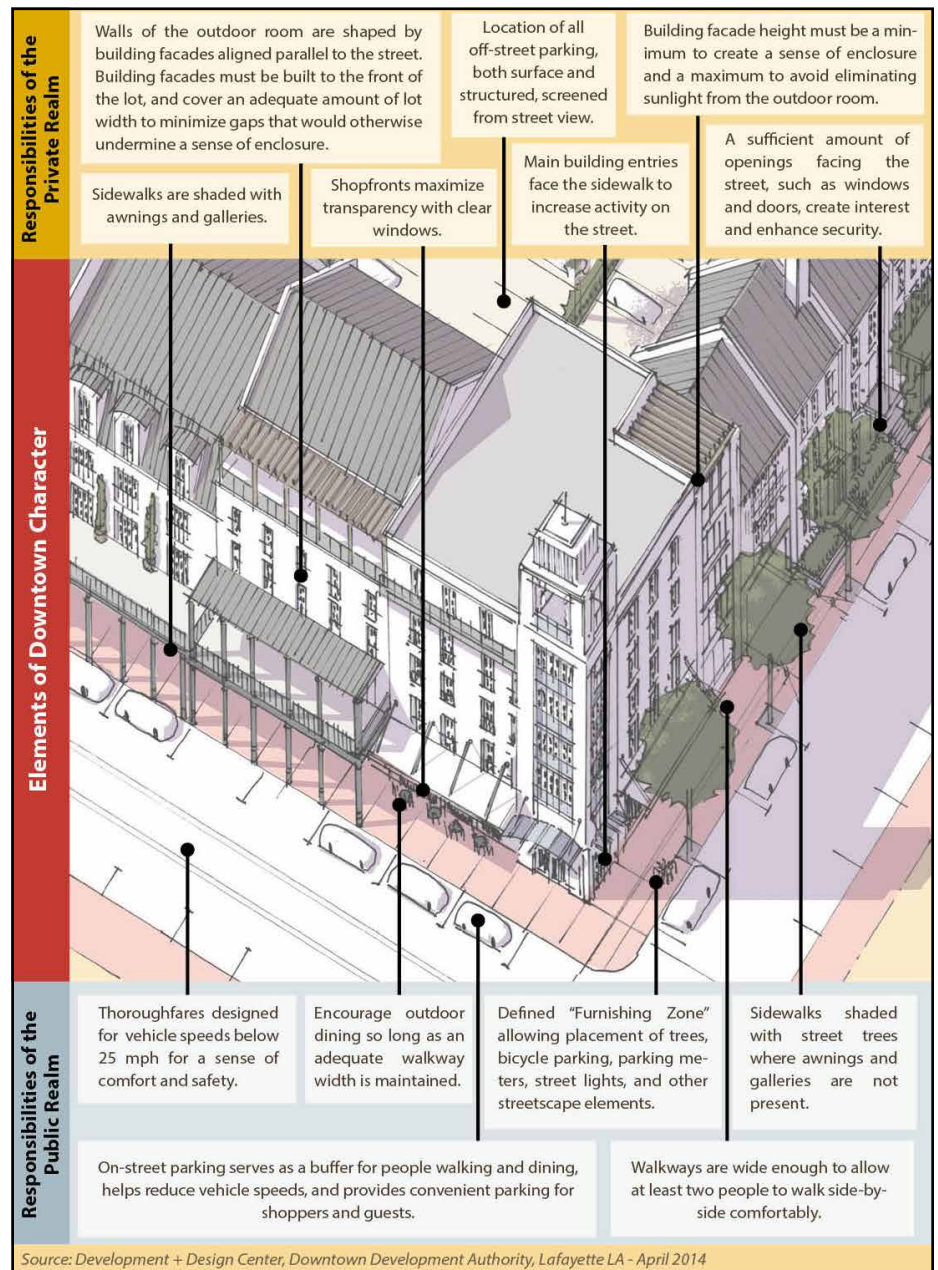 Responsibilities of the
Private Realm
Walls of the outdoor room are shaped by
building facades aligned parallel to the street.
Building facades must be built to the front of
the lot, and cover an adequate amount of lot
width to minimize gaps that would otherwise
undermine a sense of enclosure.
Location of all
off-street parking,
both surface and
structured, screened
from street view.
Building facade height must be a min-
imum to create a sense of enclosure
and a maximum to avoid eliminating
sunlight from the outdoor room.
Sidewalks are shaded with
awnings and galleries.
Shopfronts maximize
transparency with clear
windows.
Main building entries
face the sidewalk to
increase activity on
the street.
A sufficient amount of
openings facing the
street, such as windows
and doors, create interest
and enhance security.
Elements of Downtown Character
Responsibilities of the
Public Realm
Thoroughfares designed
for vehicle speeds below
25 mph for a sense of
comfort and safety.
Encourage outdoor
dining so long as an
adequate walkway
width is maintained.
Defined "Furnishing Zone"
allowing placement of trees,
bicycle parking, parking me-
ters, street lights, and other
streetscape elements.
Sidewalks shaded
with street trees
where awnings and
galleries are not
present.
On-street parking serves as a buffer for people walking and dining,
helps reduce vehicle speeds, and provides convenient parking for
shoppers and guests.
Walkways are wide enough to allow
at least two people to walk side-by-
side comfortably.
Source: Development + Design Center, Downtown Development Authority, Lafayette LA - April 2014